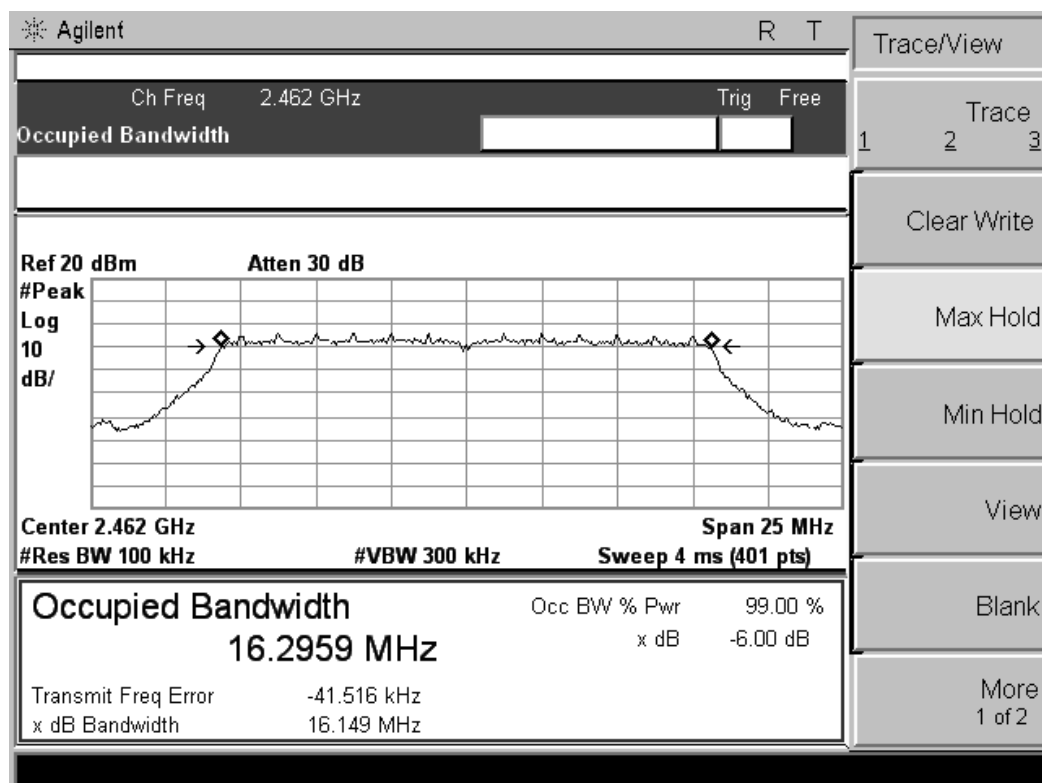 Agilent R T
Ch Freq 2.462 GHz Trig Free
Occupied Bandwidth
Ref 20 dBm Atten 30 dB
#Peak
Log
10
dB/
Center 2.462 GHz Span 25 MHz
#Res BW 100 kHz #VBW 300 kHz Sweep 4 ms (401 pts)
Occupied Bandwidth Occ BW % Pwr 99.00 %
16.2959 MHz x dB -6.00 dB
Transmit Freq Error -41.516 kHz
x dB Bandwidth 16.149 MHz
Trace/View
Trace
1 2 3
Clear Write
Max Hold
Min Hold
View
Blank
More
1 of 2